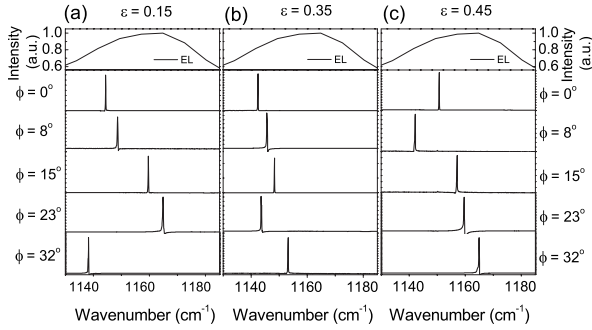 (a) ε = 0.15 (b) ε = 0.35 (c) ε = 0.45
Intensity (a.u.) 1.0 0.8 0.6 EL EL EL 1.0 0.8 0.6 Intensity (a.u.)
ϕ = 0° ϕ = 0°
ϕ = 8° ϕ = 8°
ϕ = 15° ϕ = 15°
ϕ = 23° ϕ = 23°
ϕ = 32° ϕ = 32°
1140 1160 1180 1140 1160 1180 1140 1160 1180
Wavenumber (cm⁻¹) Wavenumber (cm⁻¹) Wavenumber (cm⁻¹)